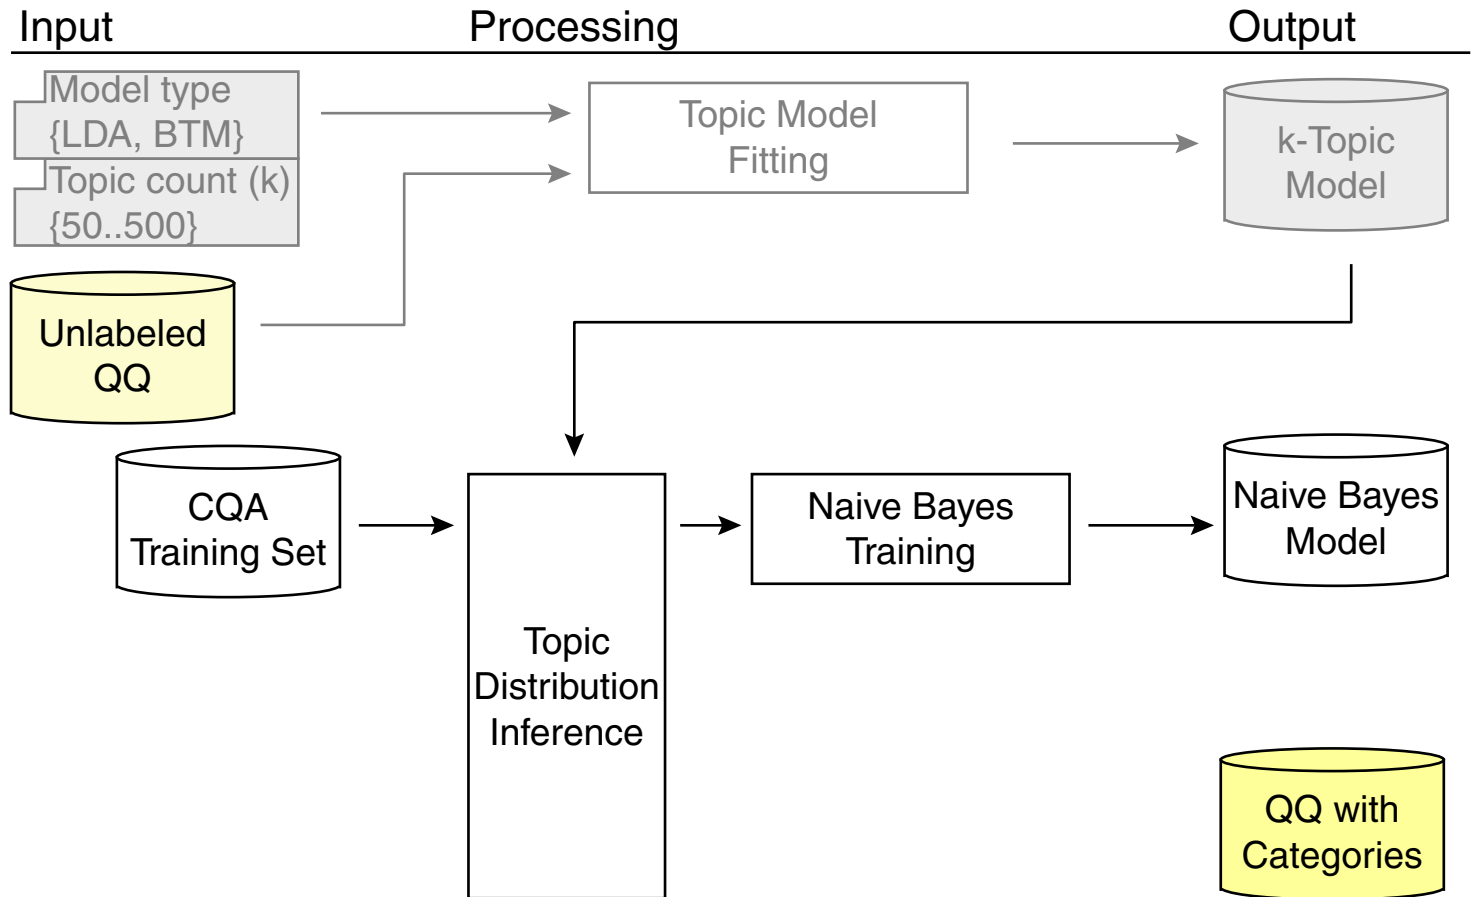 Input
Processing
Output
Model type
{LDA, BTM}
Topic count (k)
{50..500}
Topic Model
Fitting
k-Topic
Model
Unlabeled
QQ
CQA
Training Set
Topic
Distribution
Inference
Naive Bayes
Training
Naive Bayes
Model
QQ with
Categories